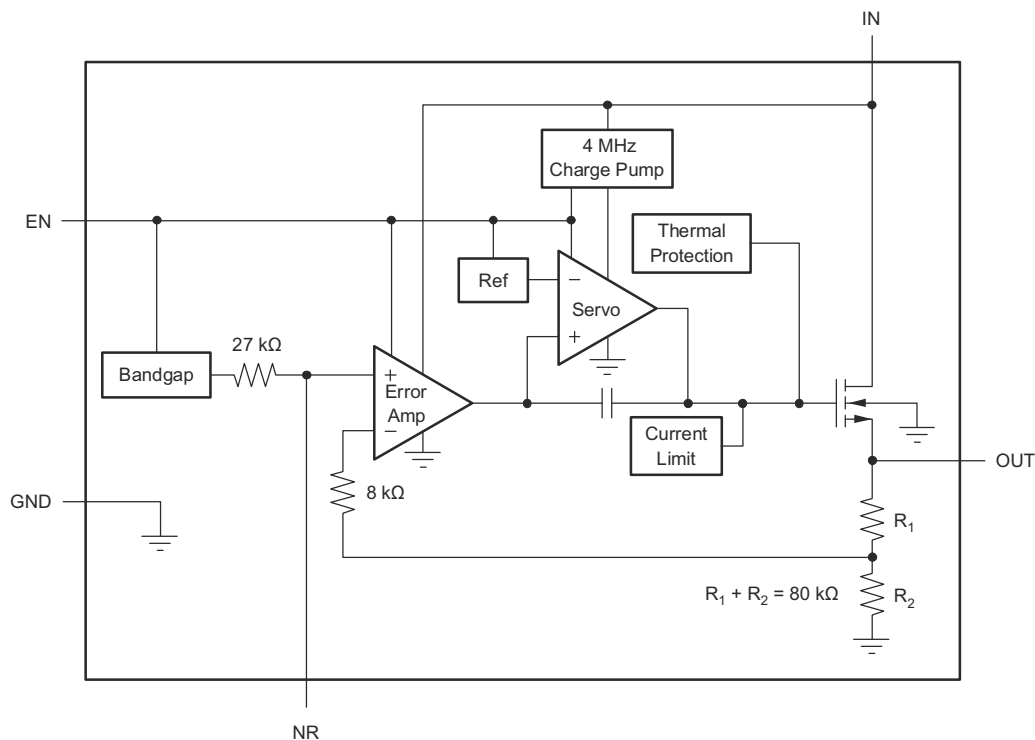 IN
4 MHz
Charge Pump
EN
Thermal
Protection
Ref
−
Servo
+
27 kΩ
Bandgap
+
Error
Amp
−
Current
Limit
OUT
8 kΩ
GND
R1
R1 + R2 = 80 kΩ
R2
NR